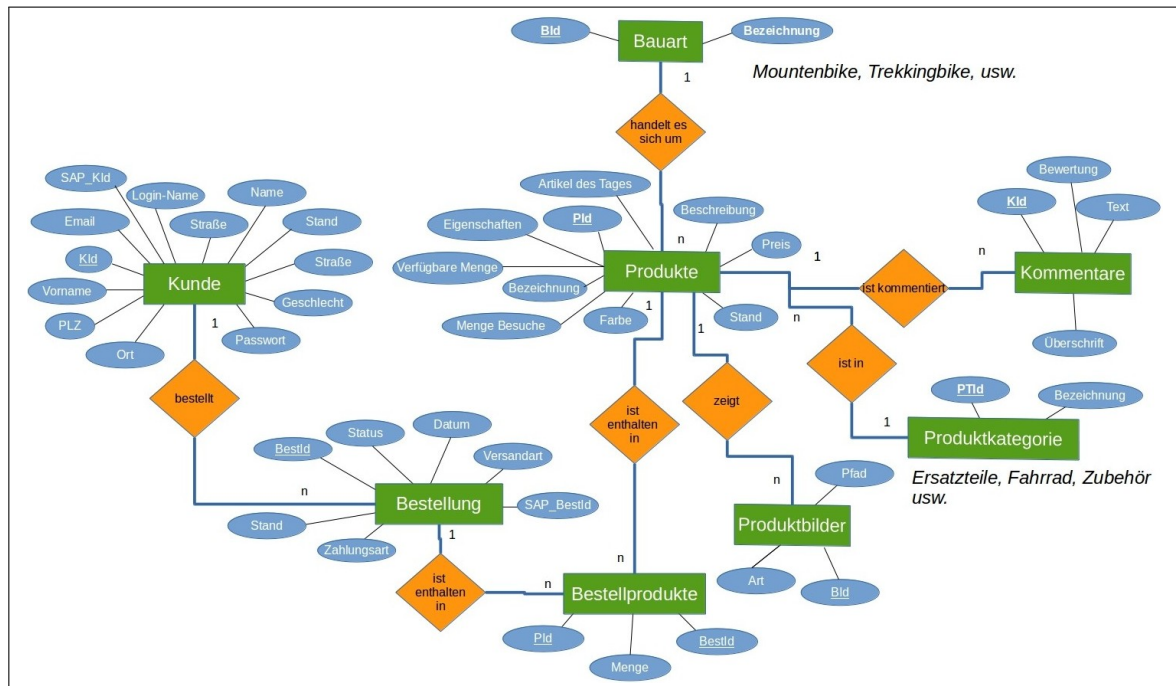 BId
Bauart
Bezeichnung
Mountenbike, Trekkingbike, usw.
1
handelt es
sich um
n
SAP_KId
Login-Name
Name
Email
Straße
Stand
KId
Straße
Kunde
Vorname
Geschlecht
PLZ
Ort
Passwort
1
bestellt
n
Artikel des Tages
Eigenschaften
PId
Beschreibung
Preis
Verfügbare Menge
Produkte
Bezeichnung
Menge Besuche
Farbe
Stand
1
ist kommentiert
n
Bewertung
KId
Text
Kommentare
Überschrift
n
ist in
1
PTId
Bezeichnung
Produktkategorie
Ersatzteile, Fahrrad, Zubehör
usw.
1
ist
enthalten
in
n
1
zeigt
n
Pfad
Produktbilder
Art
BId
Status
Datum
BestId
Versandart
Bestellung
SAP_BestId
Stand
Zahlungsart
1
ist
enthalten
in
n
Bestellprodukte
PId
Menge
BestId